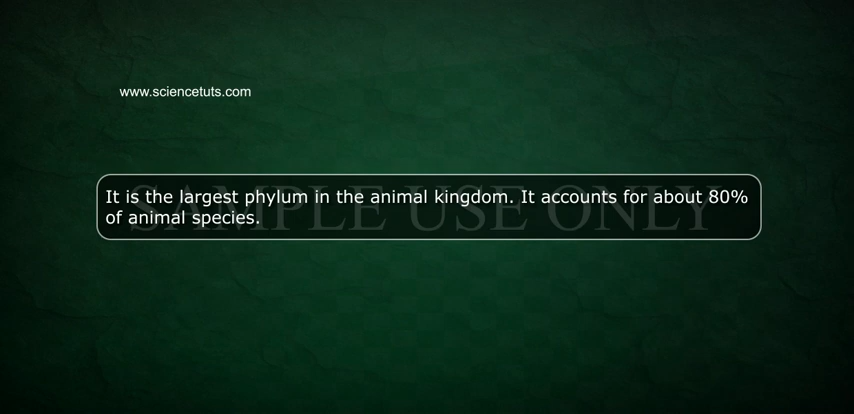 www.sciencetuts.com
It is the largest phylum in the animal kingdom. It accounts for about 80%
of animal species.
SAMPLE USE ONLY